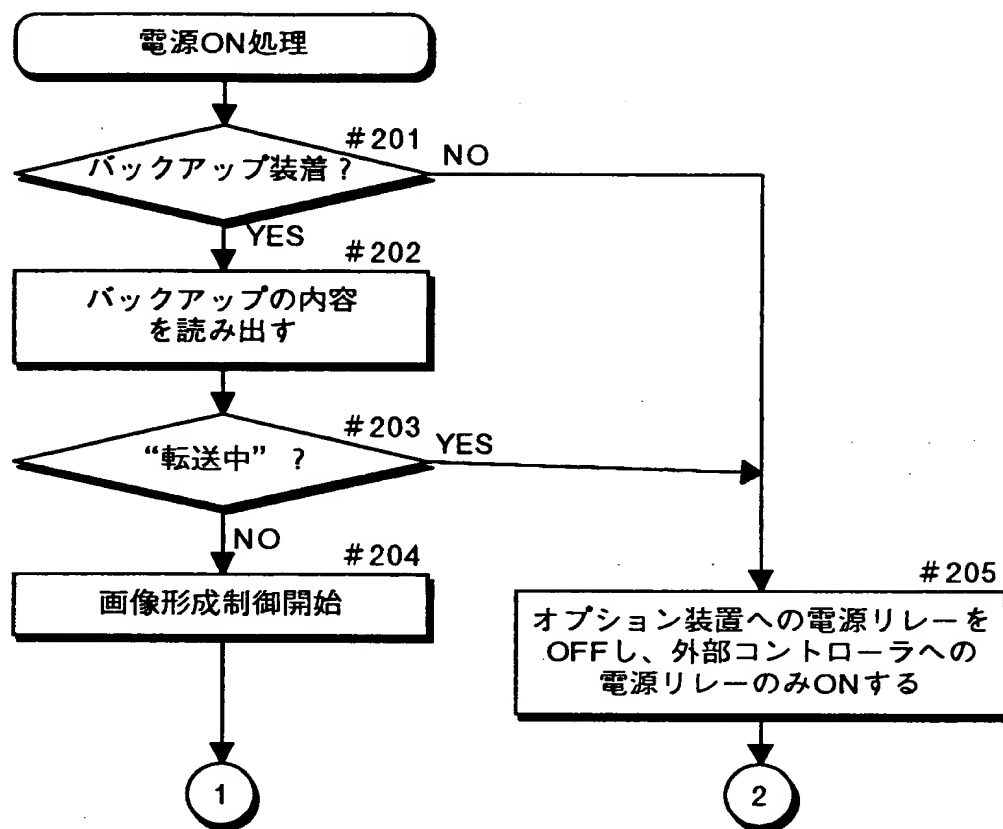 電源ON処理
#201
バックアップ装着?
NO
YES
#202
バックアップの内容
を読み出す
#203
“転送中” ?
YES
NO
#204
画像形成制御開始
#205
オプション装置への電源リレーを
OFFし、外部コントローラへの
電源リレーのみONする
1
2